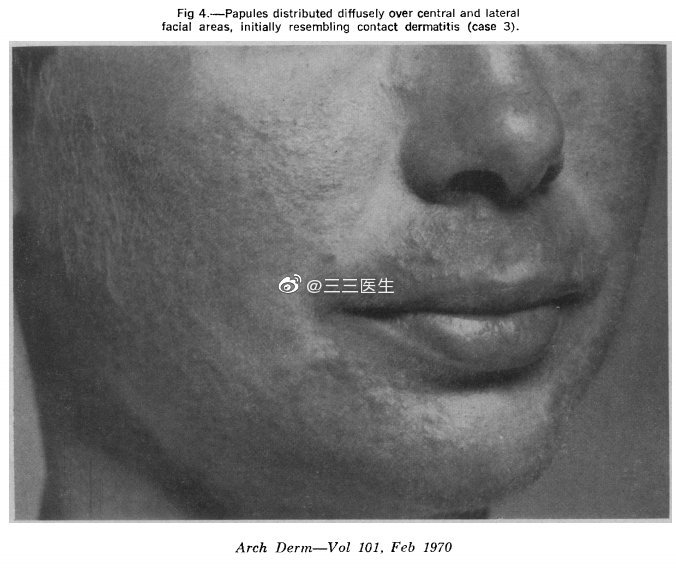 Fig 4.—Papules distributed diffusely over central and lateral
facial areas, initially resembling contact dermatitis (case 3).
@三三医生
Arch Derm—Vol 101, Feb 1970